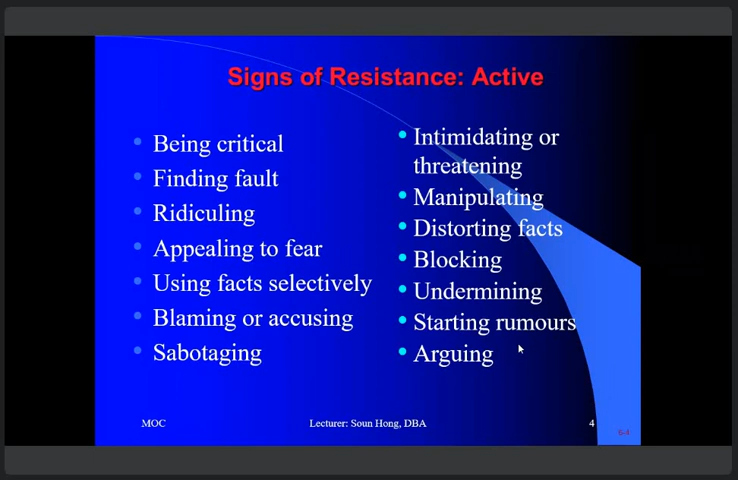 Signs of Resistance: Active
Being critical
Finding fault
Ridiculing
Appealing to fear
Using facts selectively
Blaming or accusing
Sabotaging
Intimidating or
threatening
Manipulating
Distorting facts
Blocking
Undermining
Starting rumours
Arguing
MOC
Lecturer: Soun Hong, DBA
4